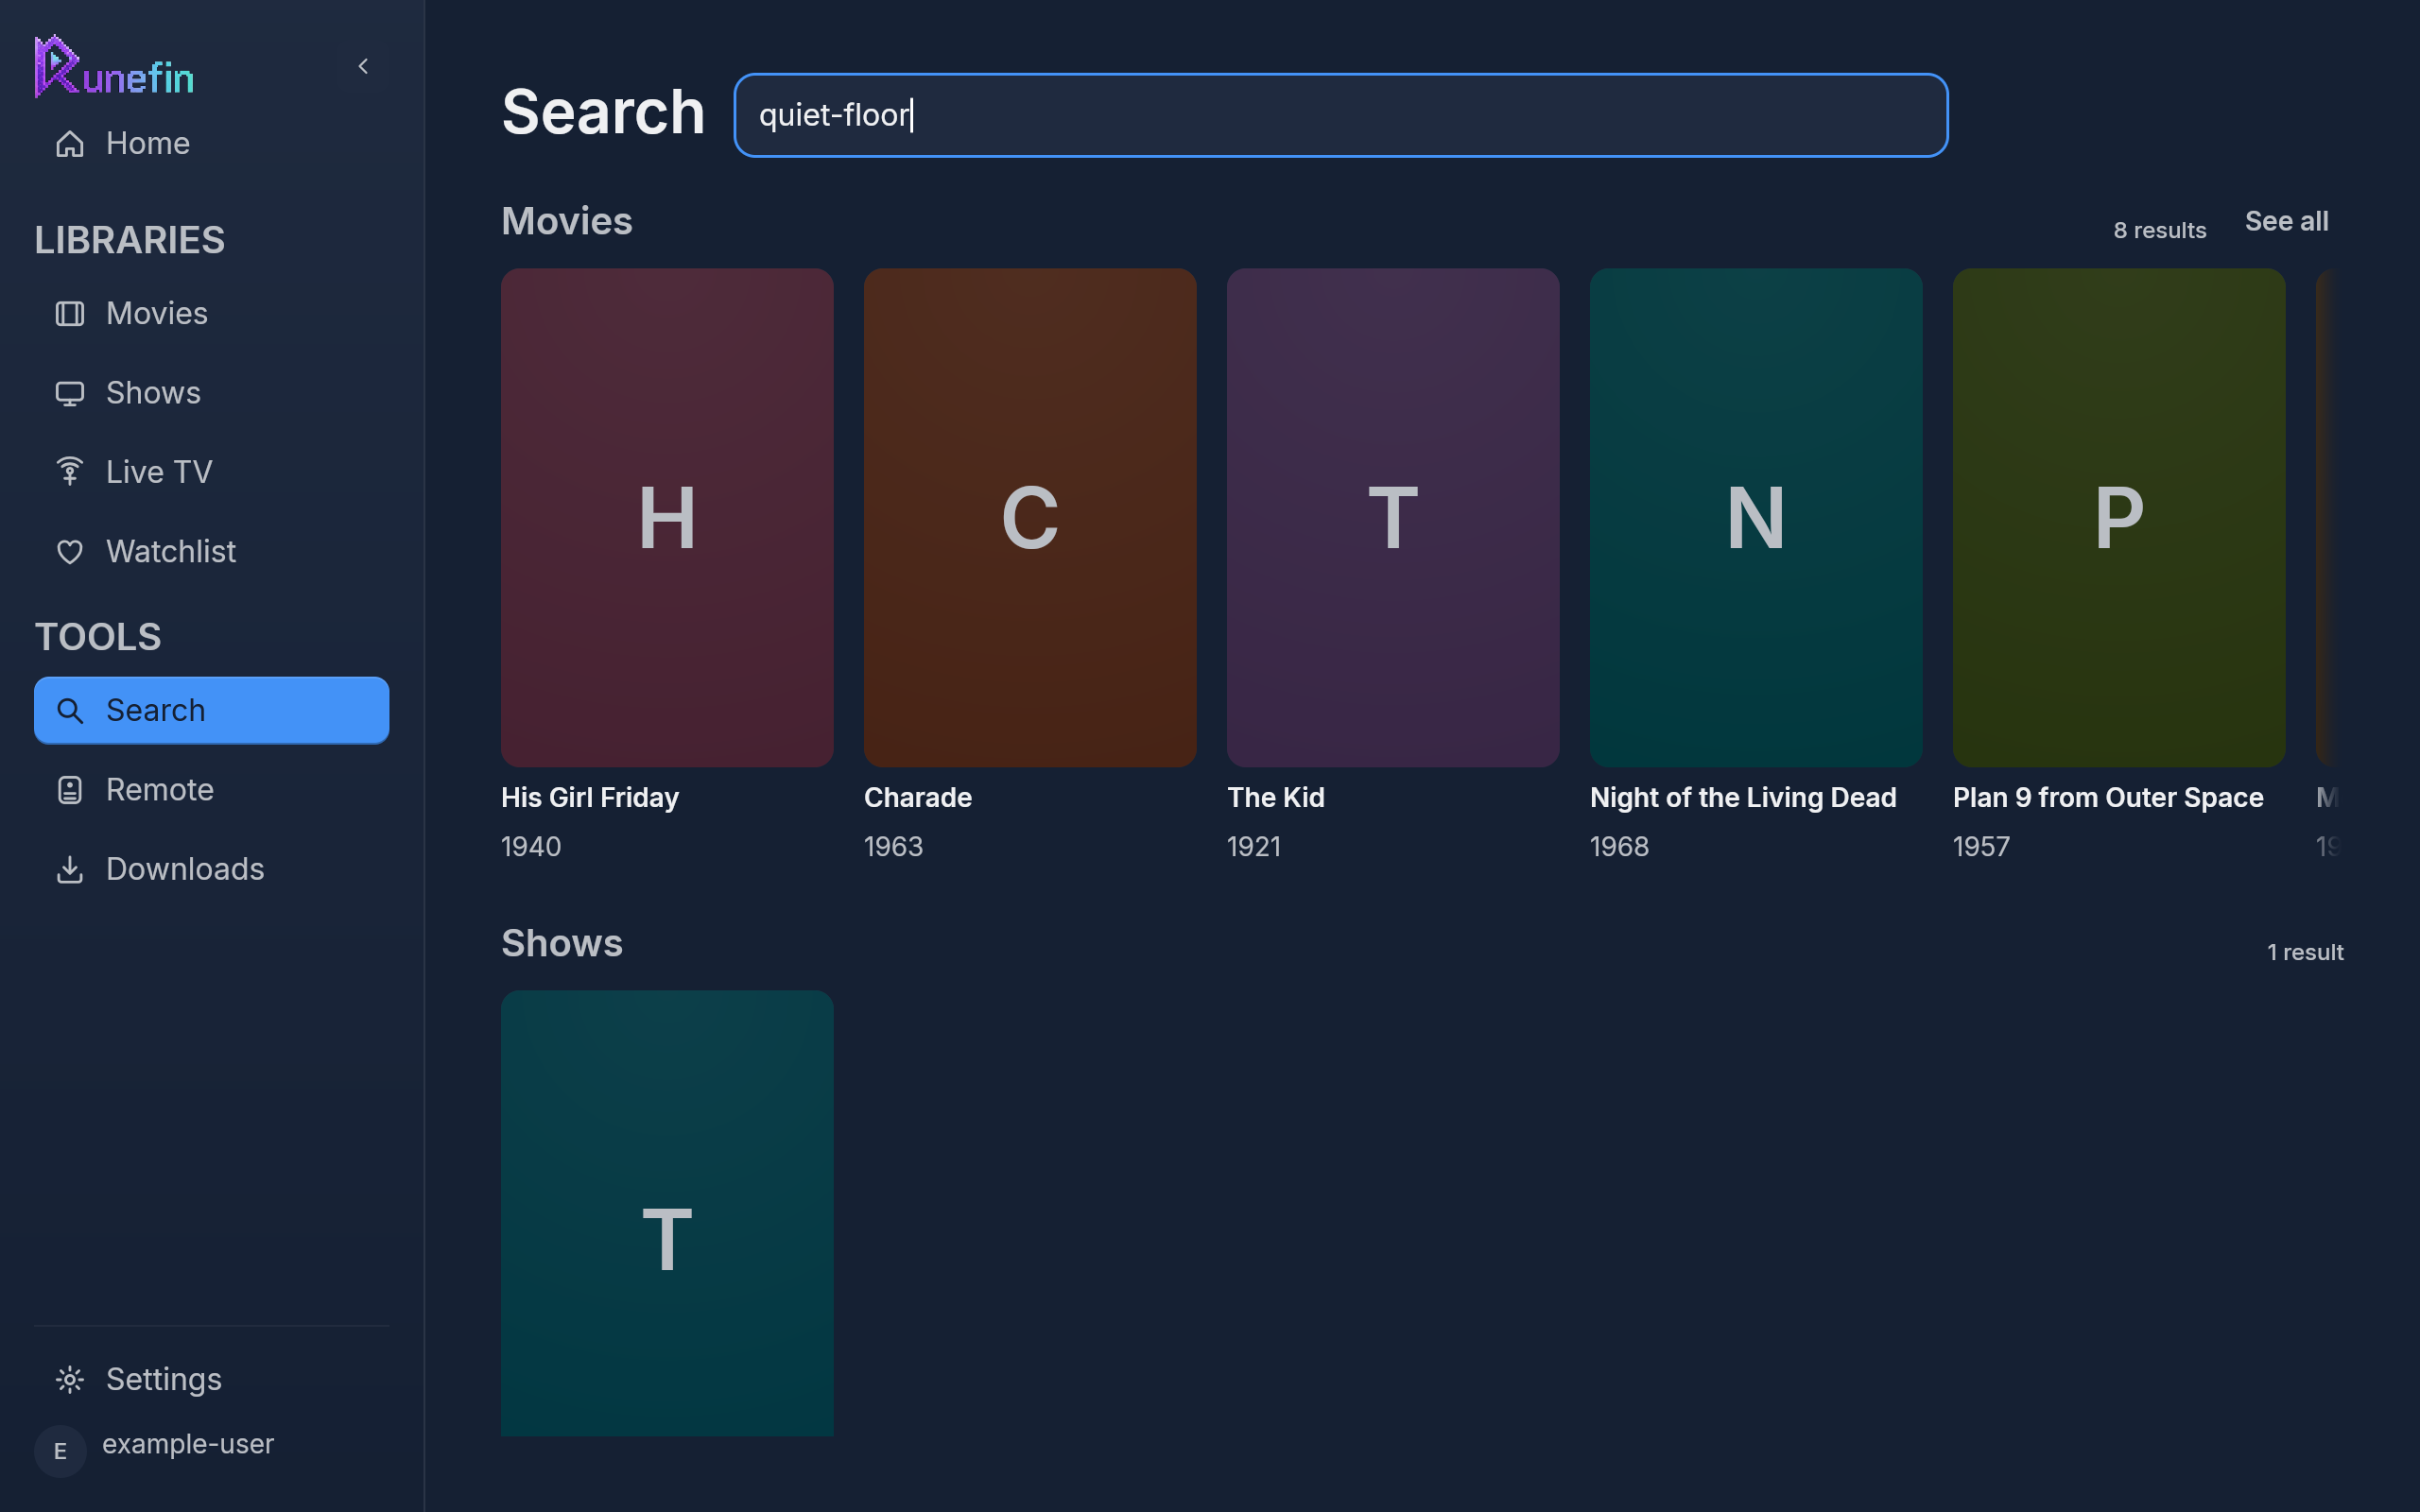 Runefin
Home
LIBRARIES
Movies
Shows
Live TV
Watchlist
TOOLS
Search
Remote
Downloads
Settings
E
example-user
Search
quiet-floor
Movies
8 results
See all
H
C
T
N
P
His Girl Friday
Charade
The Kid
Night of the Living Dead
Plan 9 from Outer Space
M
1940
1963
1921
1968
1957
19
Shows
1 result
T